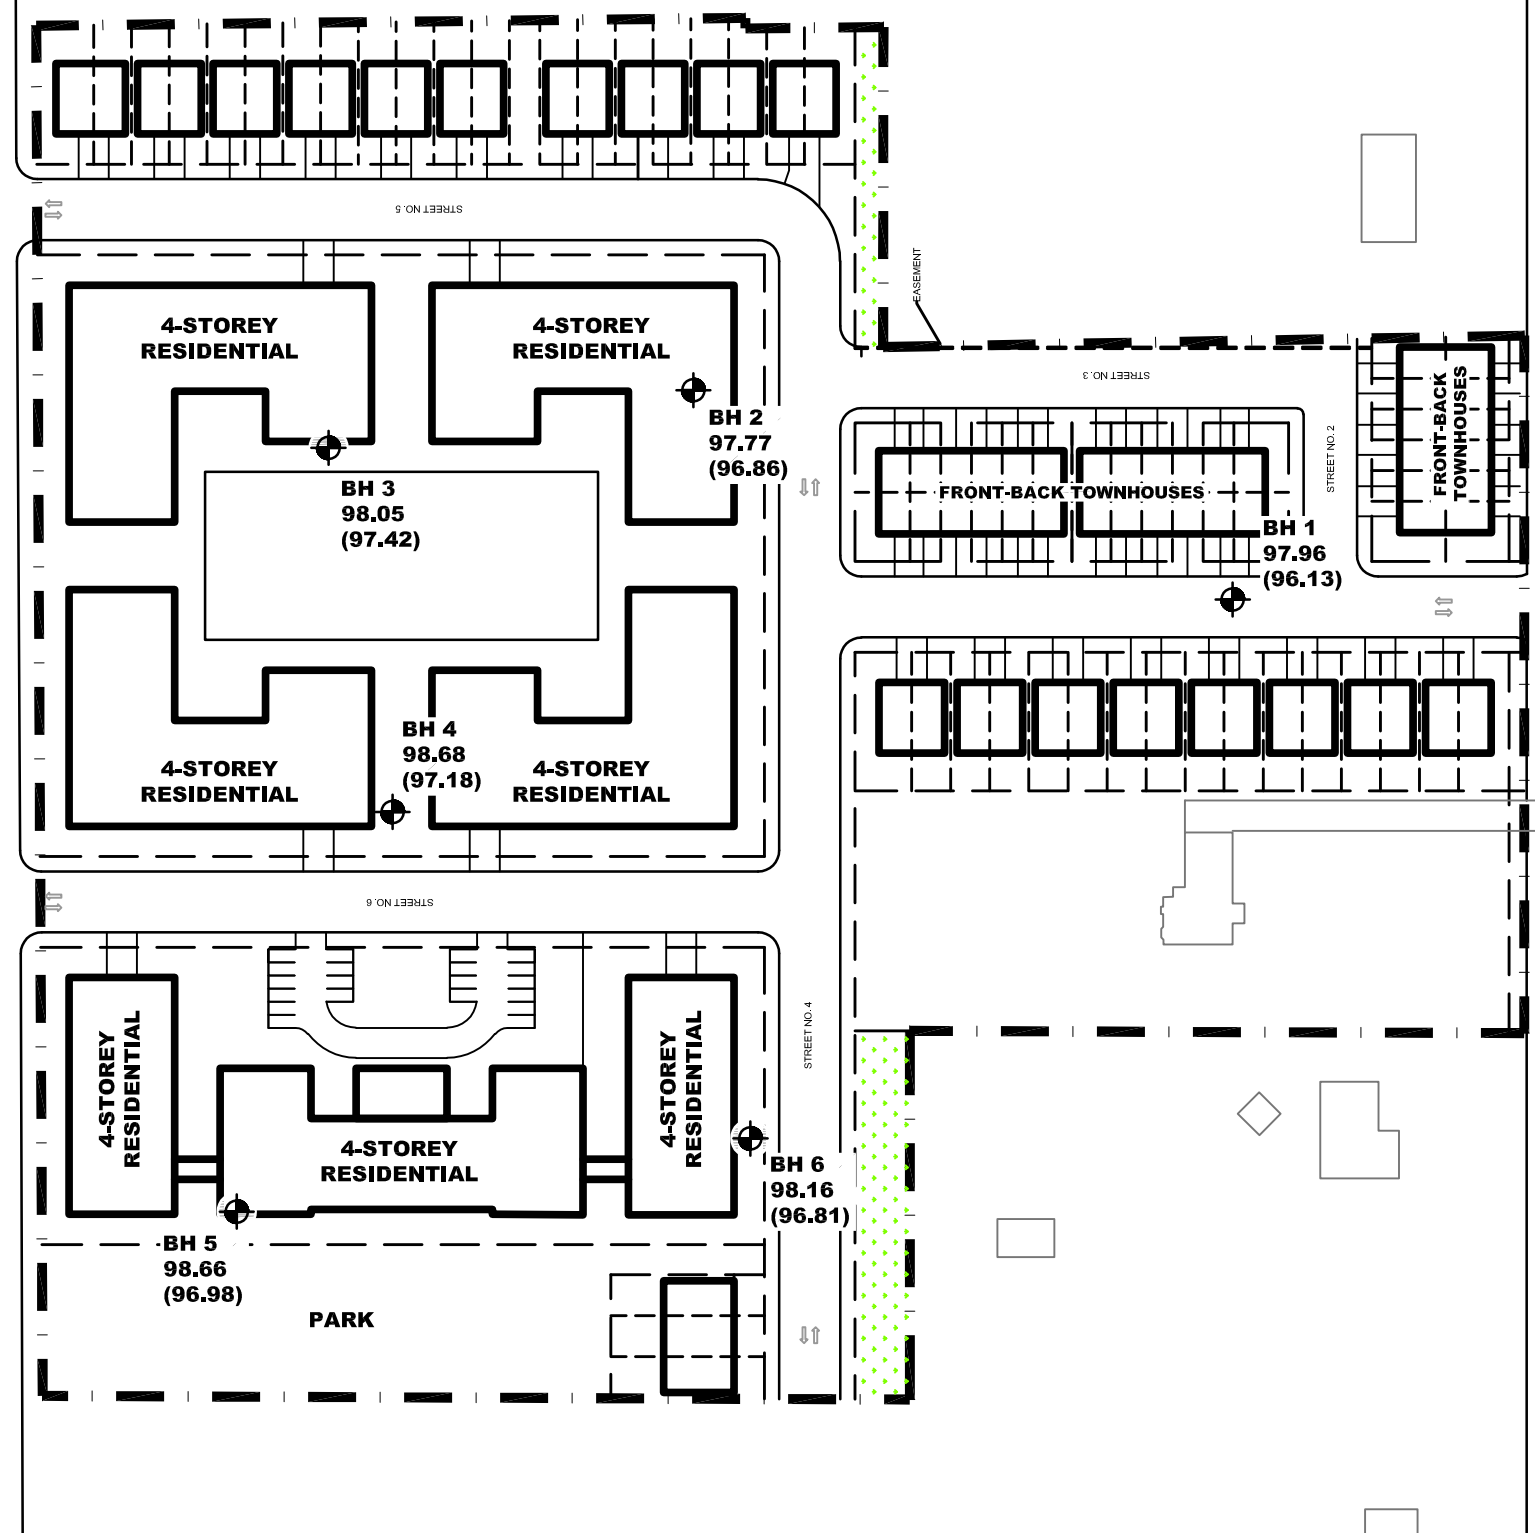 STREET NO. 5
EASEMENT
4-STOREY
RESIDENTIAL
4-STOREY
RESIDENTIAL
BH 2
97.77
(96.86)
BH 3
98.05
(97.42)
STREET NO. 3
STREET NO. 2
FRONT-BACK
TOWNHOUSES
FRONT-BACK TOWNHOUSES
BH 1
97.96
(96.13)
BH 4
98.68
(97.18)
4-STOREY
RESIDENTIAL
4-STOREY
RESIDENTIAL
STREET NO. 6
STREET NO. 4
4-STOREY
RESIDENTIAL
4-STOREY
RESIDENTIAL
4-STOREY
RESIDENTIAL
BH 6
98.16
(96.81)
BH 5
98.66
(96.98)
PARK